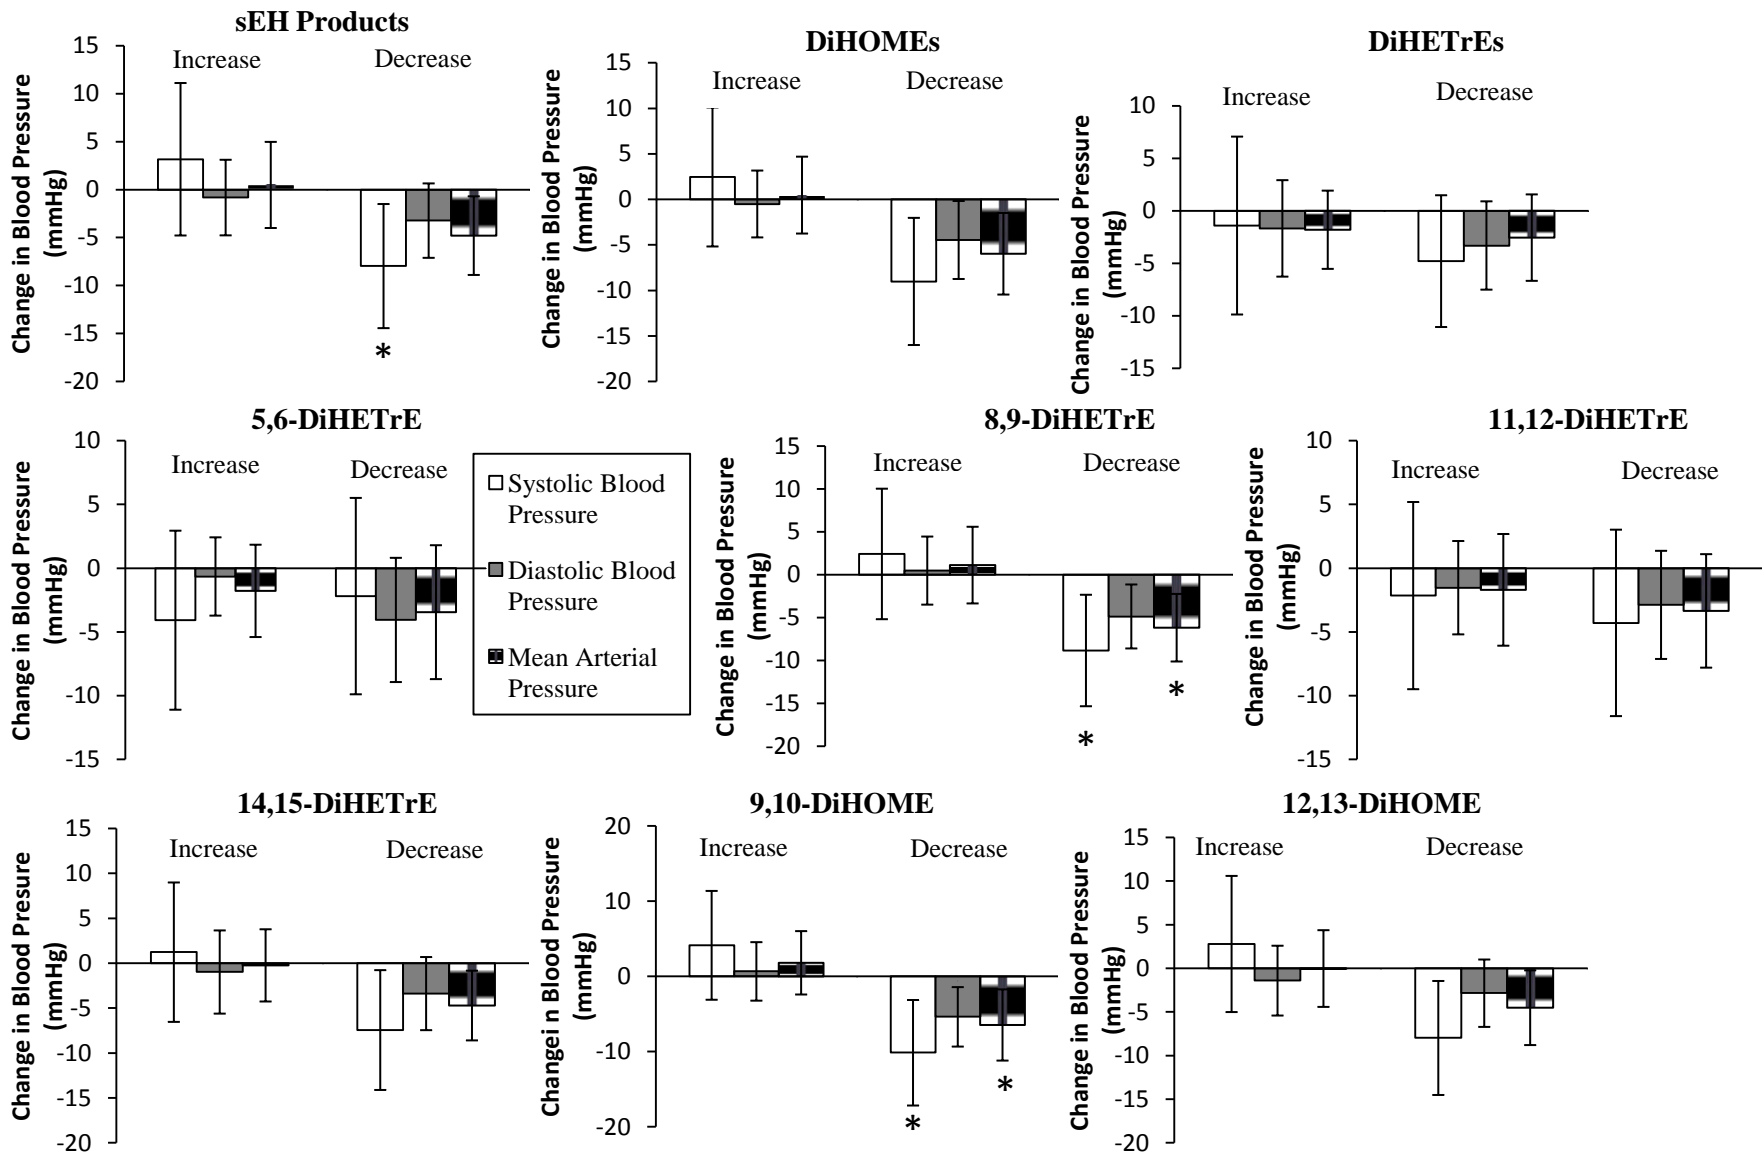 sEH Products
Increase
Decrease
Change in Blood Pressure
(mmHg)
15
10
5
0
-5
-10
-15
-20
*
DiHOMEs
Increase
Decrease
Change in Blood Pressure
(mmHg)
15
10
5
0
-5
-10
-15
-20
DiHETrEs
Increase
Decrease
Change in Blood Pressure
(mmHg)
10
5
0
-5
-10
-15
5,6-DiHETrE
Increase
Decrease
Change in Blood Pressure
(mmHg)
10
5
0
-5
-10
-15
Systolic Blood
Pressure
Diastolic Blood
Pressure
Mean Arterial
Pressure
8,9-DiHETrE
Increase
Decrease
Change in Blood Pressure
(mmHg)
15
10
5
0
-5
-10
-15
-20
*
*
11,12-DiHETrE
Increase
Decrease
Change in Blood Pressure
(mmHg)
10
5
0
-5
-10
-15
14,15-DiHETrE
Increase
Decrease
Change in Blood Presure
(mmHg)
15
10
5
0
-5
-10
-15
-20
9,10-DiHOME
Increase
Decrease
Changei n Blood Pressure
(mmHg)
20
10
0
-10
-20
*
*
12,13-DiHOME
Increase
Decrease
Change in Blood Pressure
(mmHg)
15
10
5
0
-5
-10
-15
-20